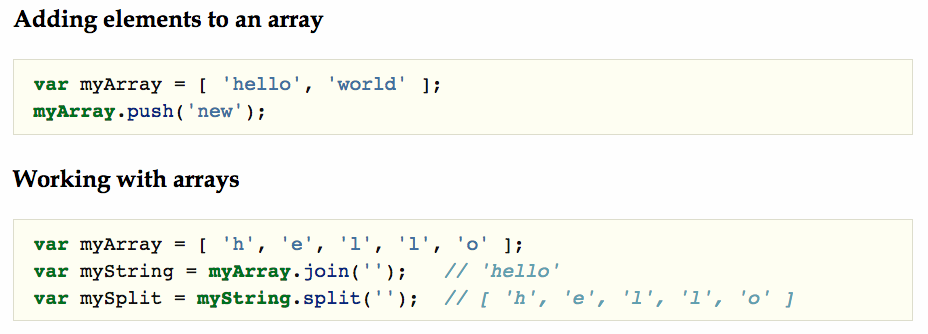 Adding elements to an array
var myArray = [ 'hello', 'world' ];
myArray.push('new');
Working with arrays
var myArray = [ 'h', 'e', 'l', 'l', 'o' ];
var myString = myArray.join('');   // 'hello'
var mySplit = myString.split('');  // [ 'h', 'e', 'l', 'l', 'o' ]